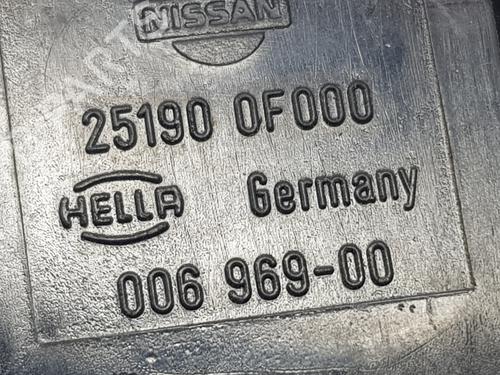 NISSAN
25190 0F000
HELLA Germany
006 969-00